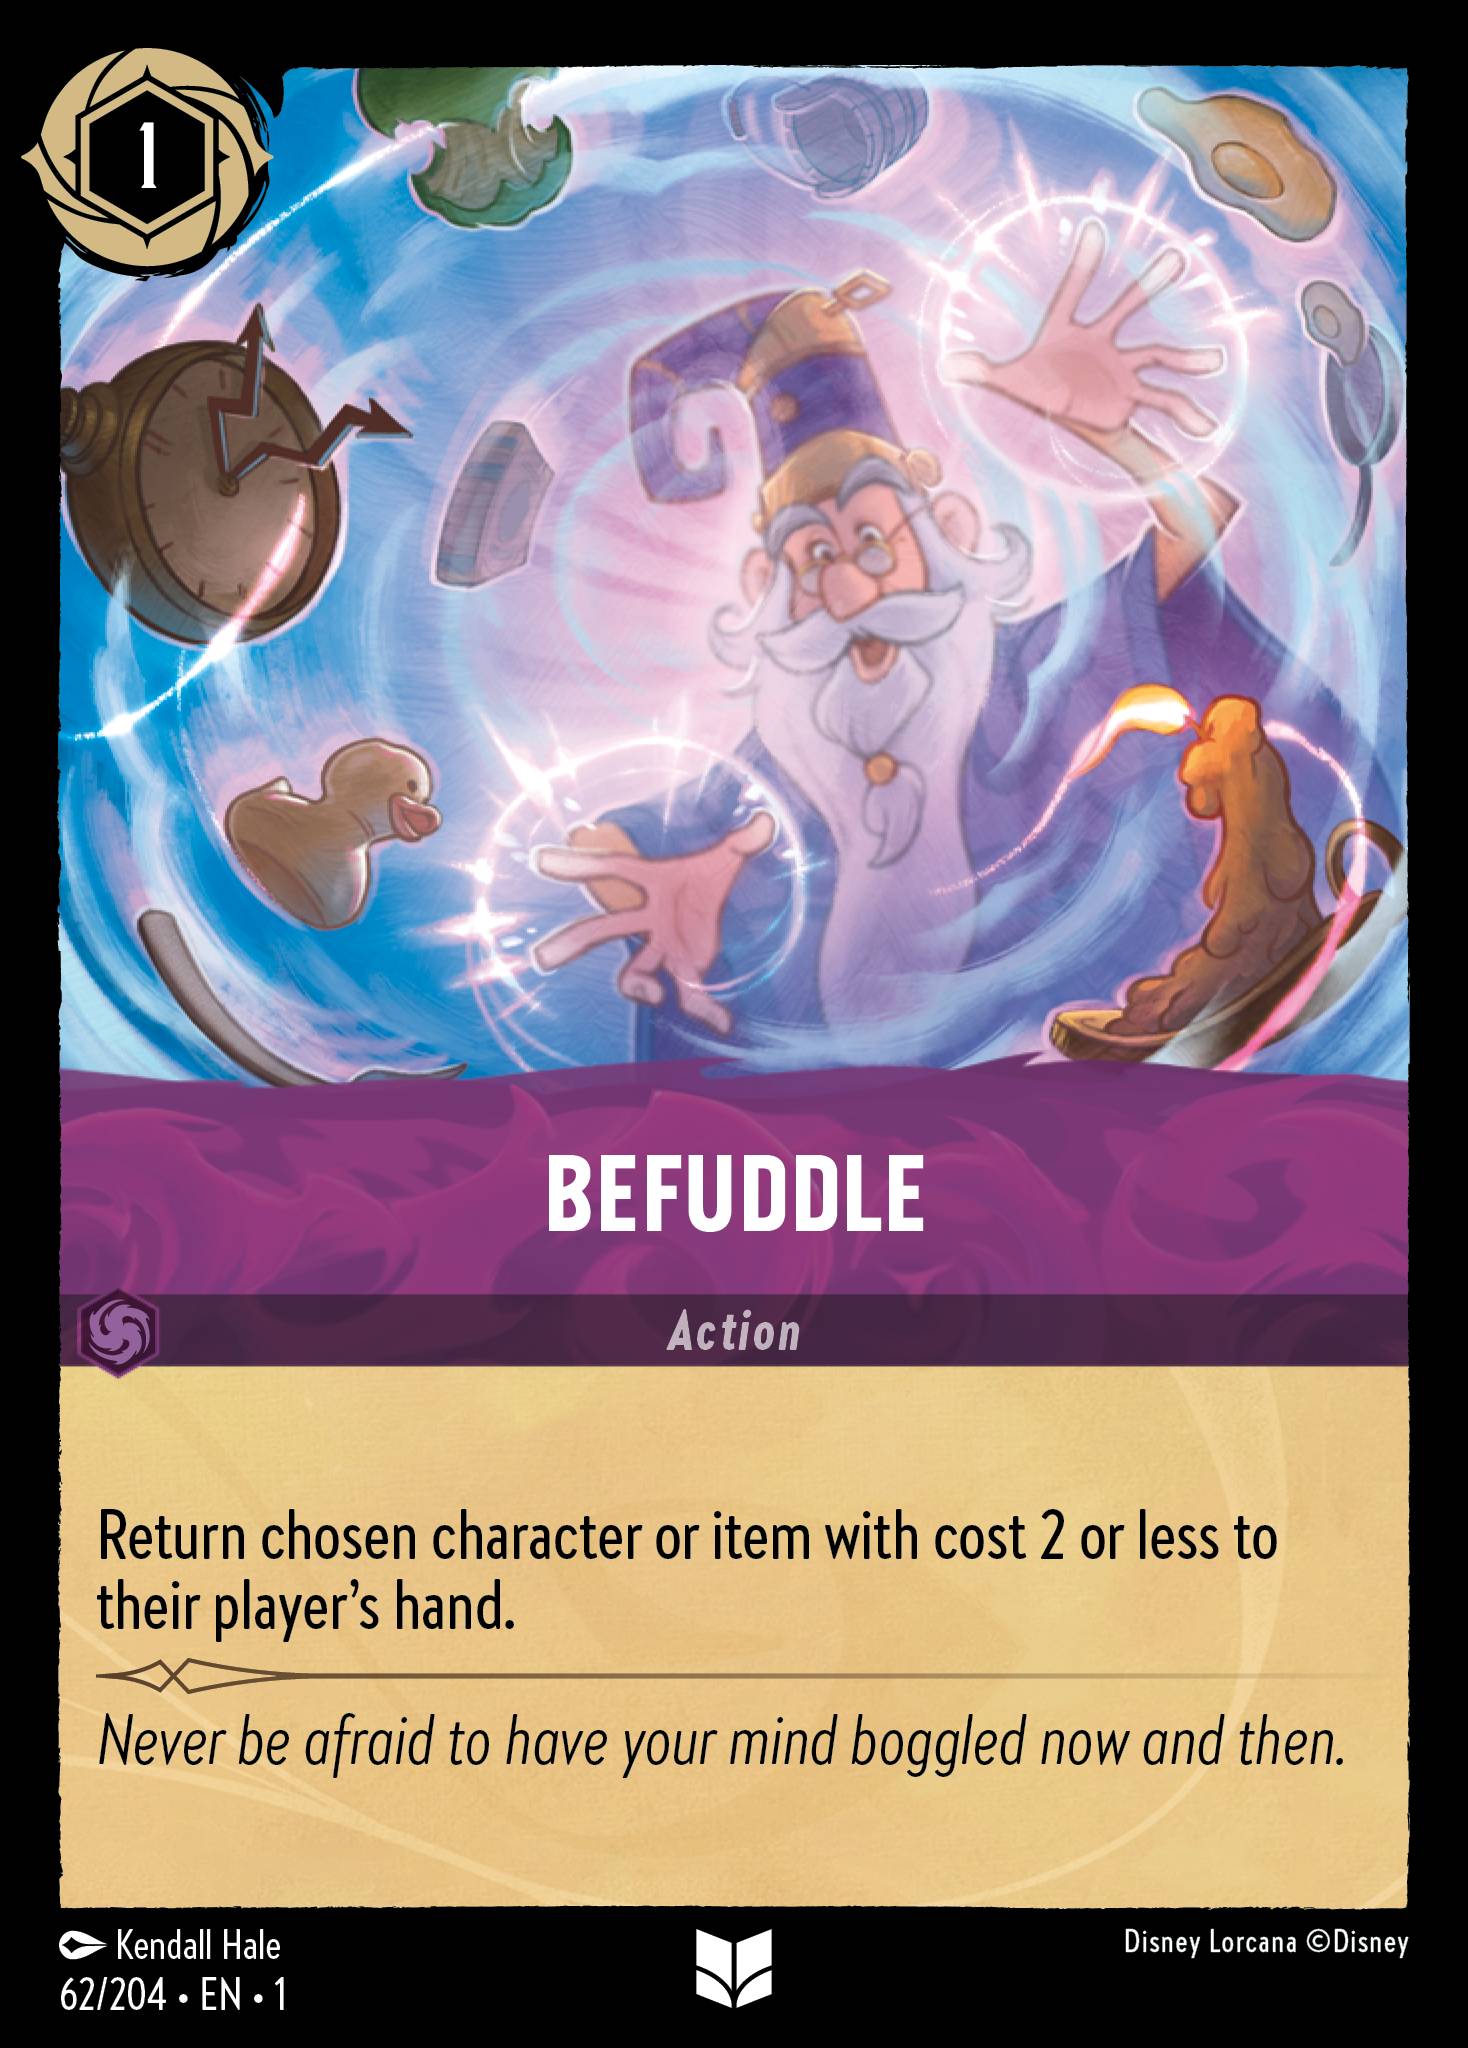 1
BEFUDDLE
Action
Return chosen character or item with cost 2 or less to
their player’s hand.
Never be afraid to have your mind boggled now and then.
Kendall Hale
62/204 • EN • 1
Disney Lorcana ©Disney